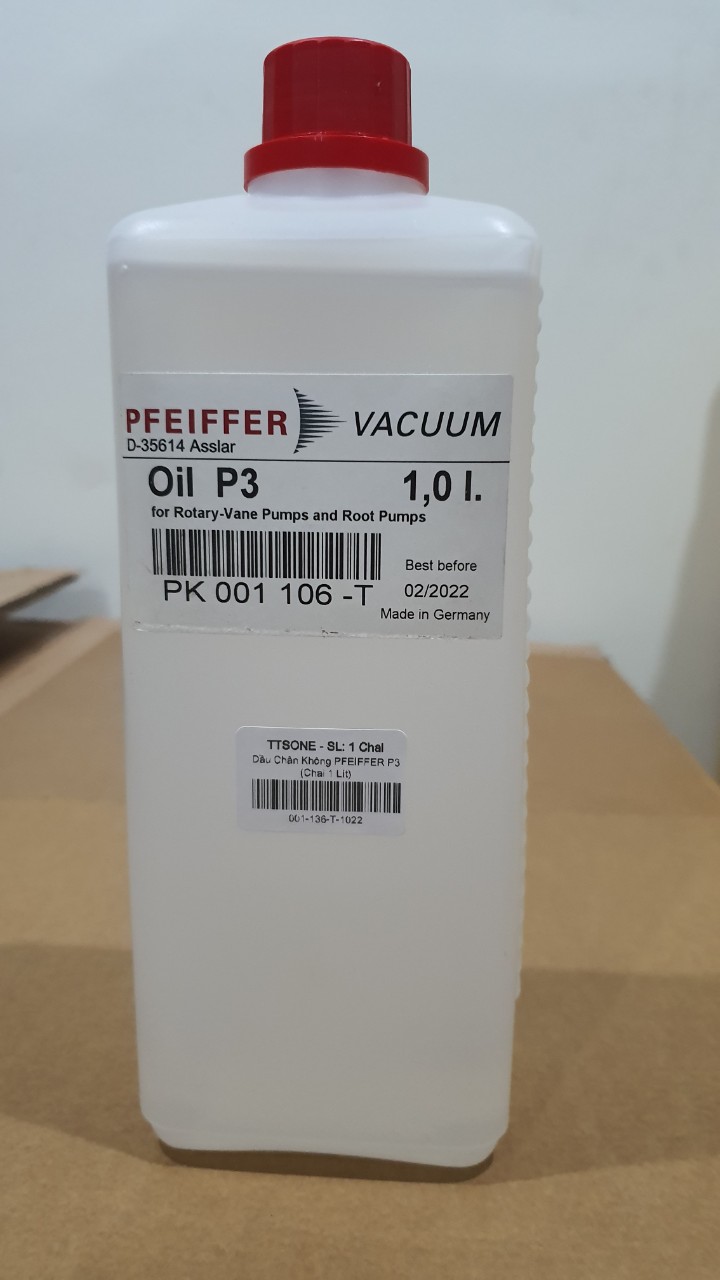 PFEIFFER VACUUM
D-35614 Asslar
Oil P3 1,0 l.
for Rotary-Vane Pumps and Root Pumps
Best before
PK 001 106 -T 02/2022
Made in Germany
TTSONE - SL: 1 Chai
Dầu Chân Không PFEIFFER P3
(Chai 1 Lít)
001-136-T-1022